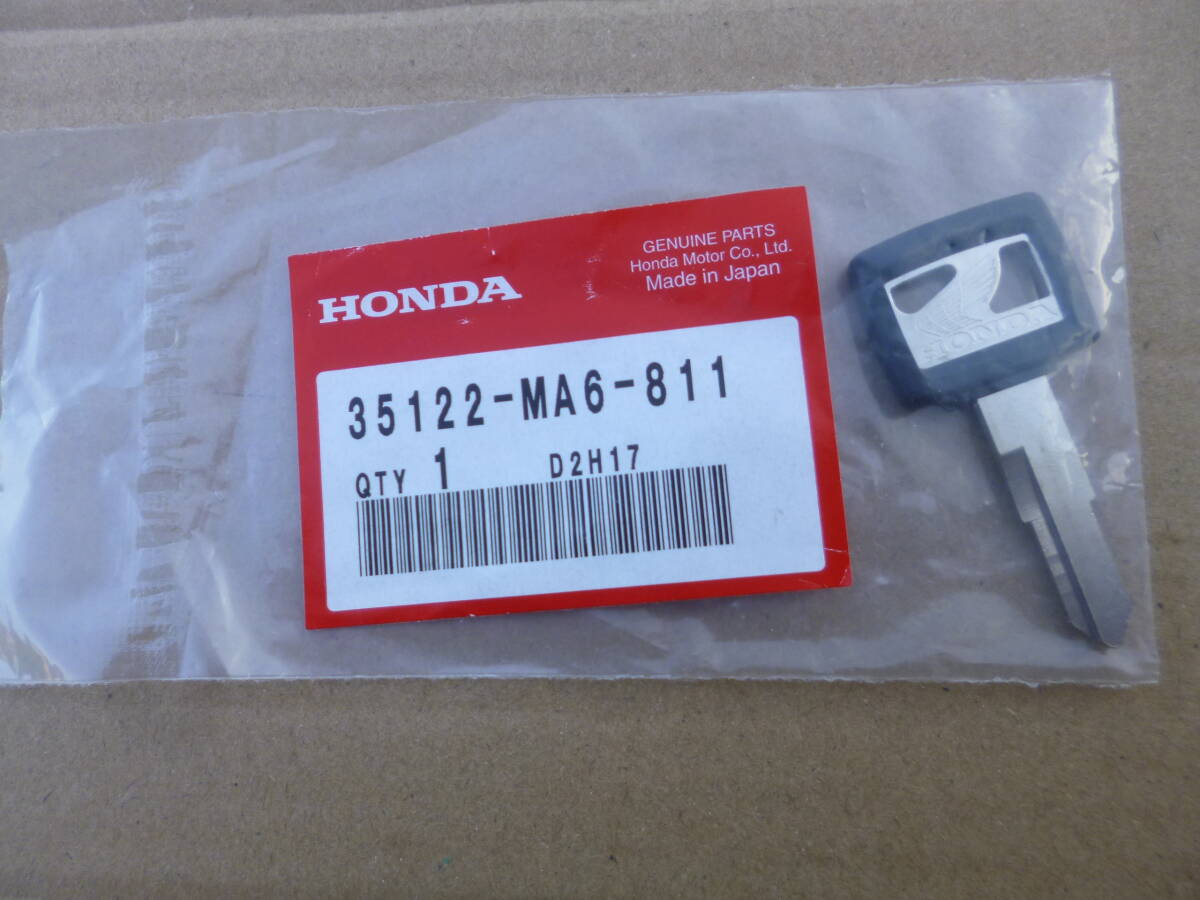 HONDA
GENUINE PARTS
Honda Motor Co., Ltd.
Made in Japan
35122-MA6-811
QTY 1 D2H17
HONDA